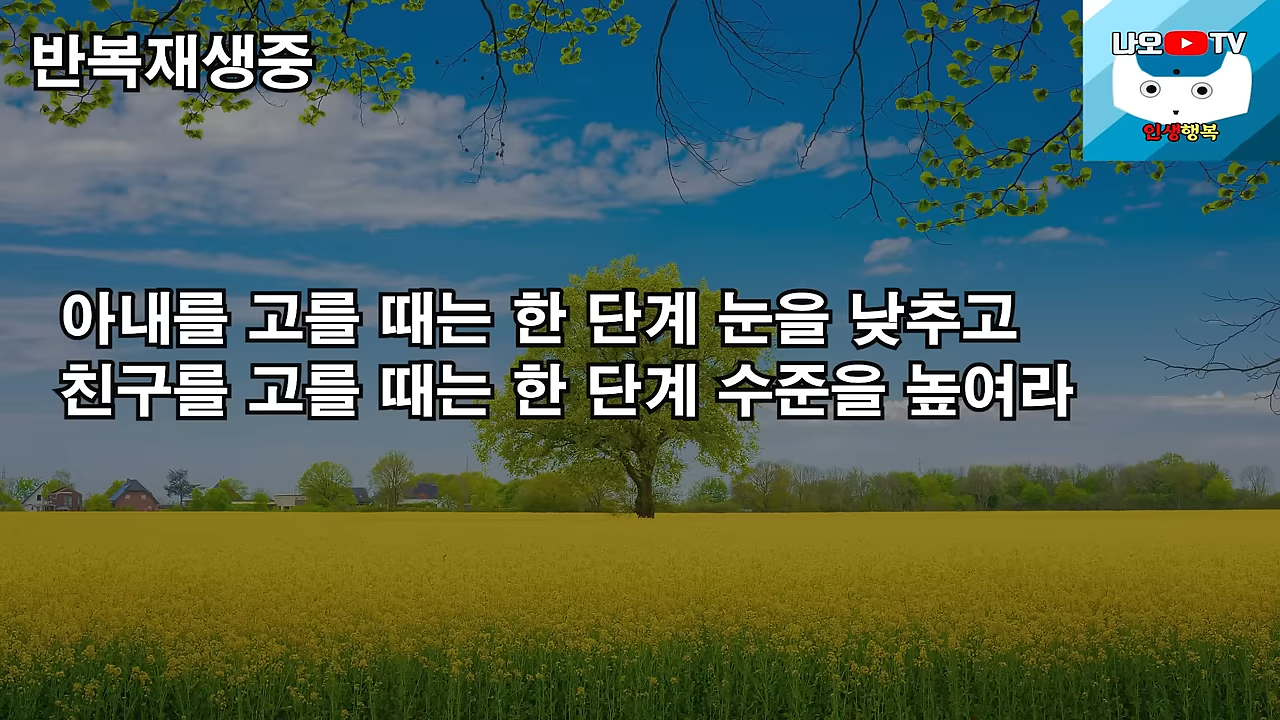 반복재생중
나오 TV
인생행복
아내를 고를 때는 한 단계 눈을 낮추고
친구를 고를 때는 한 단계 수준을 높여라